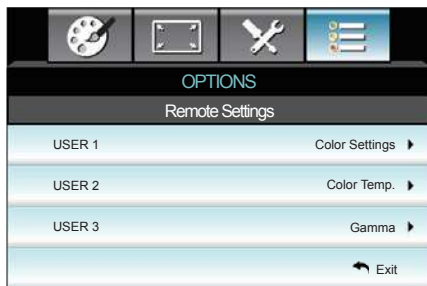 OPTIONS
Remote Settings
USER 1 Color Settings
USER 2 Color Temp.
USER 3 Gamma
Exit